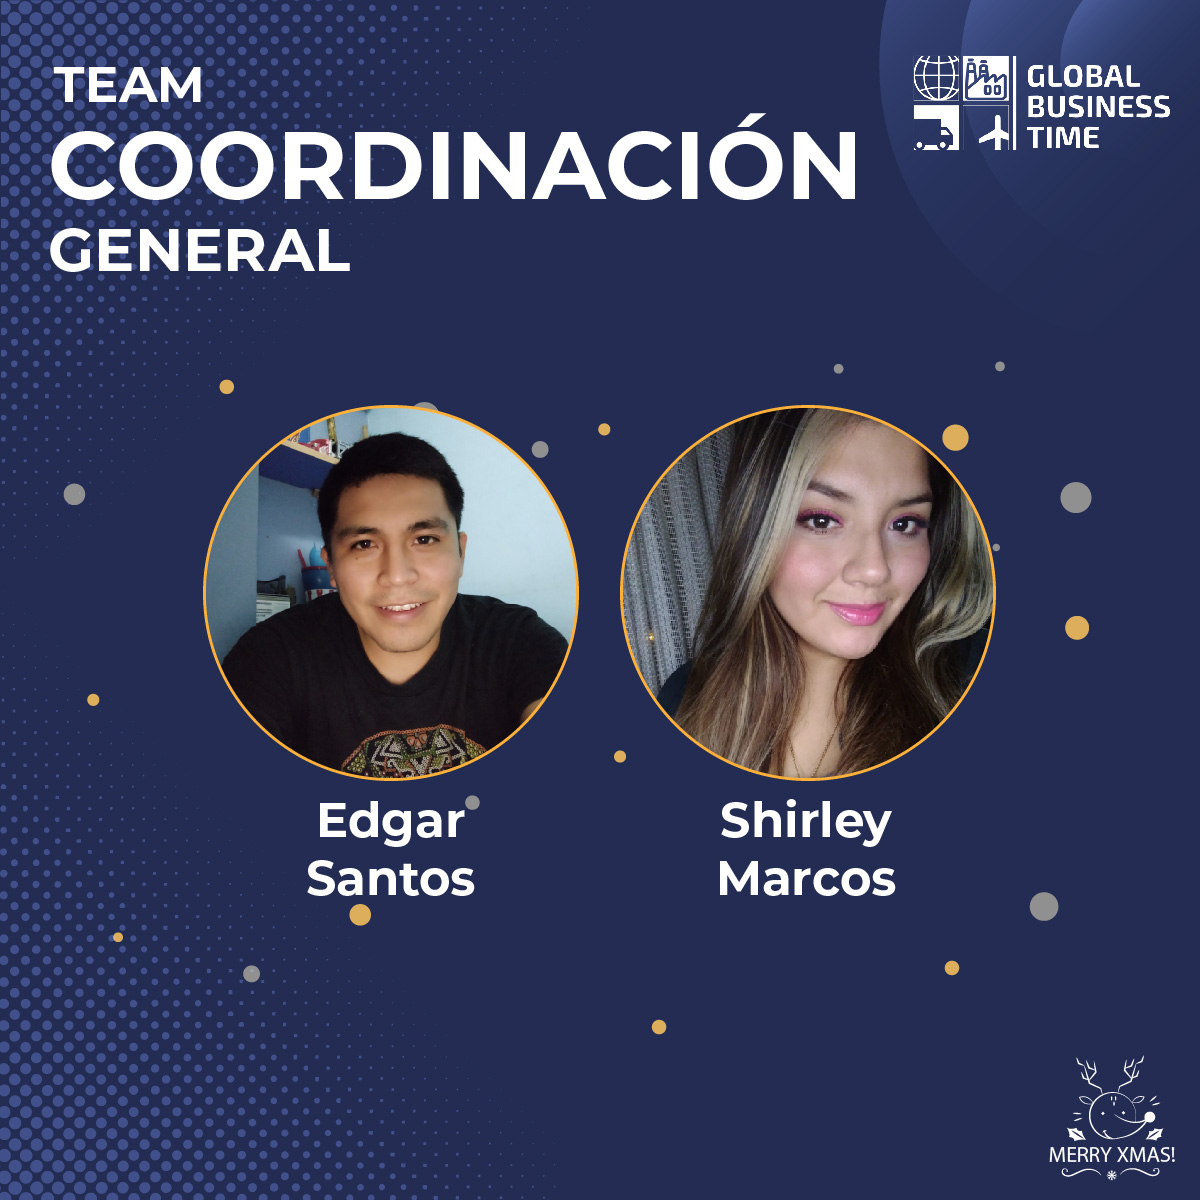 TEAM
COORDINACIÓN
GENERAL
GLOBAL
BUSINESS
TIME
Edgar
Santos
Shirley
Marcos
MERRY XMAS!